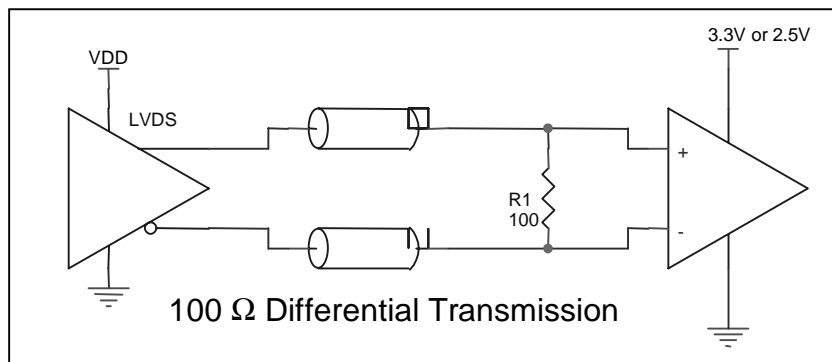 3.3V or 2.5V
VDD
LVDS
+
R1
100
-
100 Ω Differential Transmission